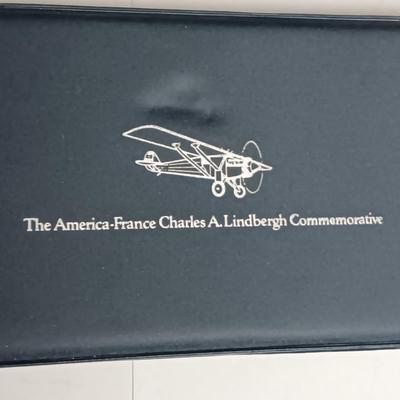 The America-France Charles A. Lindbergh Commemorative